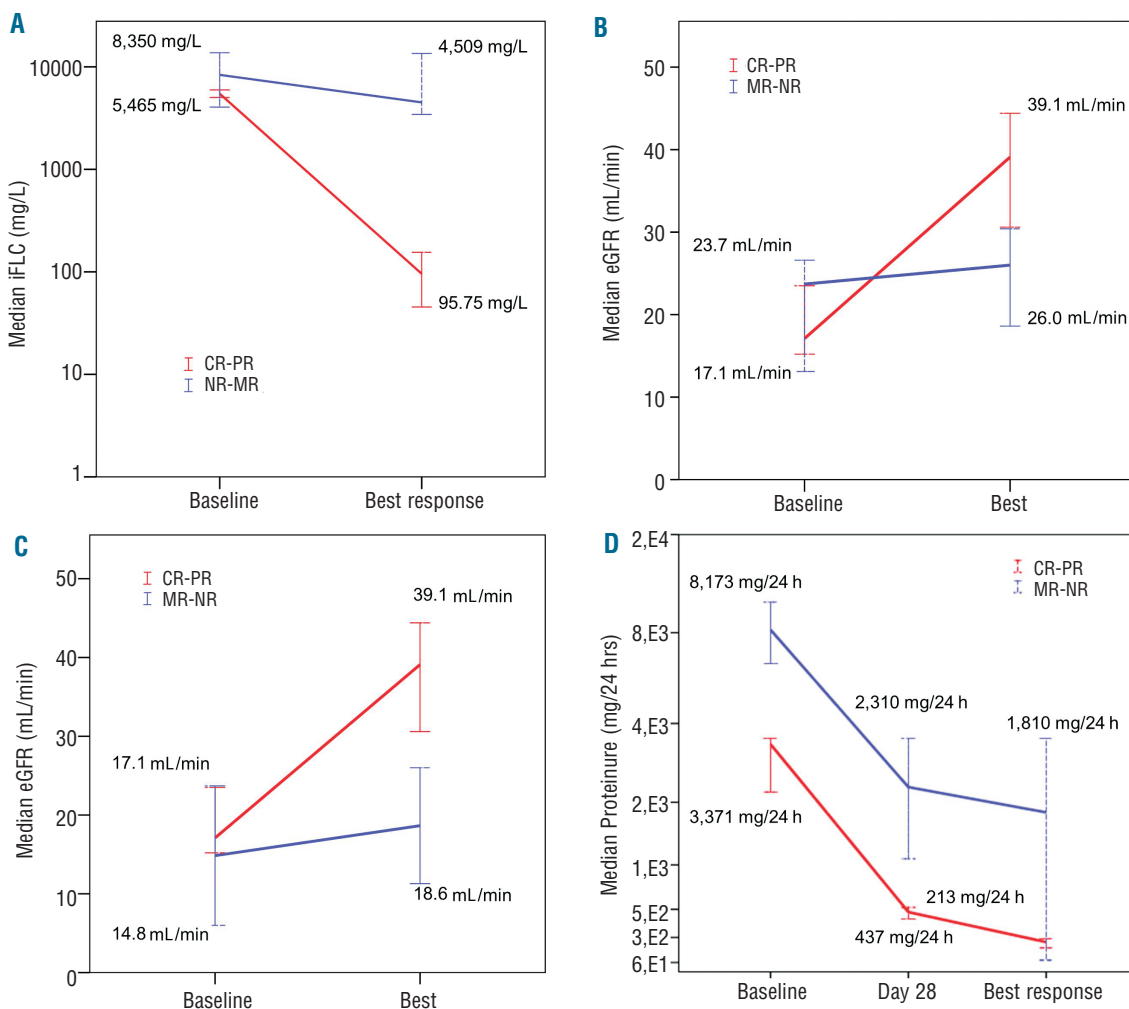 A
8,350 mg/L
4,509 mg/L
5,465 mg/L
95.75 mg/L
10000
1000
100
10
1
Median iFLC (mg/L)
CR-PR
NR-MR
Baseline
Best response
B
CR-PR
MR-NR
39.1 mL/min
23.7 mL/min
26.0 mL/min
17.1 mL/min
50
40
30
20
10
0
Median eGFR (mL/min)
Baseline
Best
C
CR-PR
MR-NR
39.1 mL/min
17.1 mL/min
18.6 mL/min
14.8 mL/min
50
40
30
20
10
0
Median eGFR (mL/min)
Baseline
Best
D
CR-PR
MR-NR
8,173 mg/24 h
2,310 mg/24 h
1,810 mg/24 h
3,371 mg/24 h
213 mg/24 h
437 mg/24 h
2,E4
8,E3
4,E3
2,E3
1,E3
5,E2
3,E2
6,E1
Median Proteinure (mg/24 hrs)
Baseline
Day 28
Best response